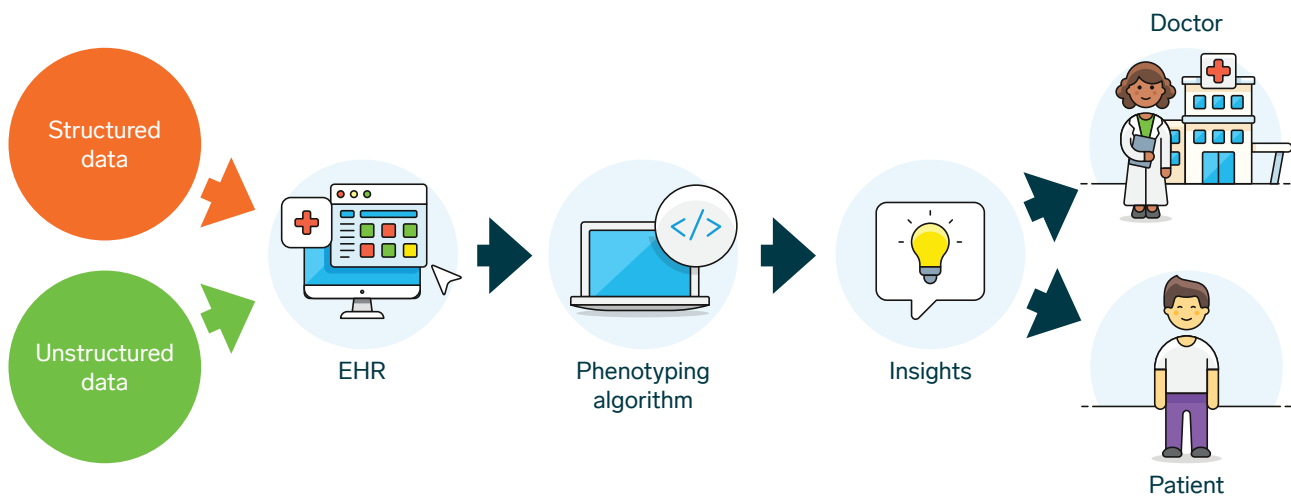 Structured
data
Unstructured
data
EHR
</>
Phenotyping
algorithm
Insights
Doctor
Patient